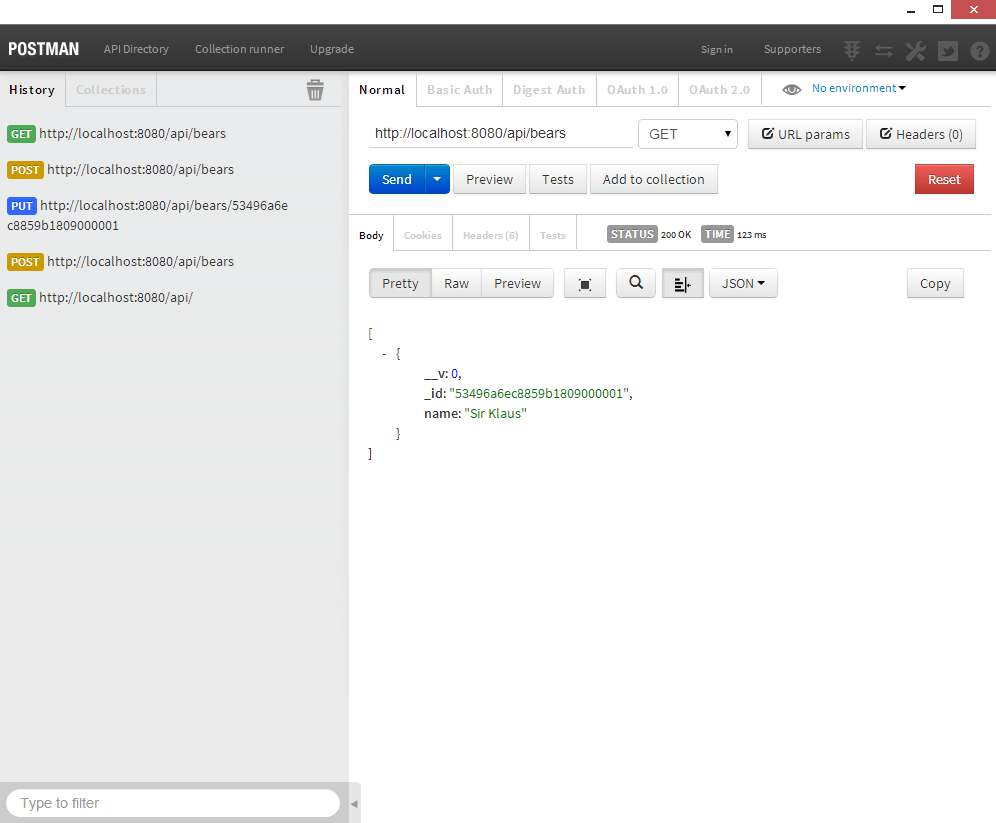 POSTMAN API Directory Collection runner Upgrade Sign in Supporters
History Collections
GET http://localhost:8080/api/bears
POST http://localhost:8080/api/bears
PUT http://localhost:8080/api/bears/53496a6e
c8859b1809000001
POST http://localhost:8080/api/bears
GET http://localhost:8080/api/
Type to filter
Normal Basic Auth Digest Auth OAuth 1.0 OAuth 2.0 No environment
http://localhost:8080/api/bears GET URL params Headers (0)
Send Preview Tests Add to collection Reset
Body Cookies Headers (6) Tests STATUS 200 OK TIME 123 ms
Pretty Raw Preview JSON Copy
[
- {
__v: 0,
_id: "53496a6ec8859b1809000001",
name: "Sir Klaus"
}
]